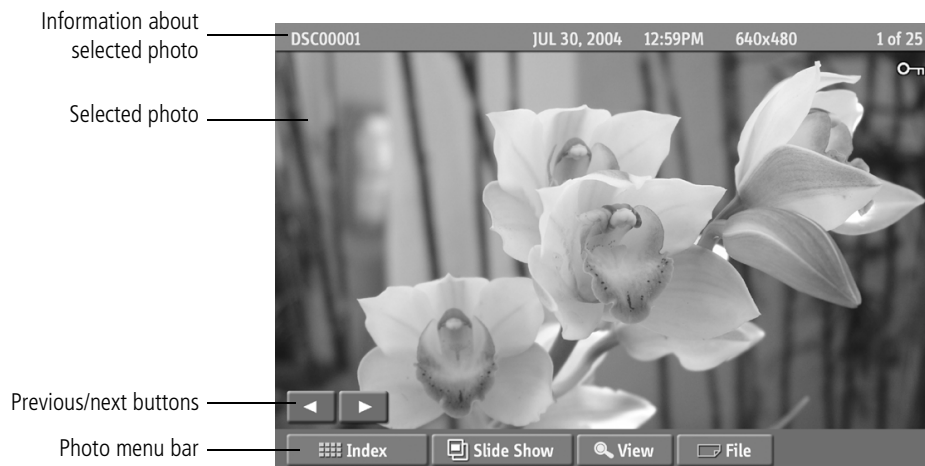 Information about
selected photo
DSC00001 JUL 30, 2004 12:59PM 640x480 1 of 25
Selected photo
Previous/next buttons
Photo menu bar
Index Slide Show View File